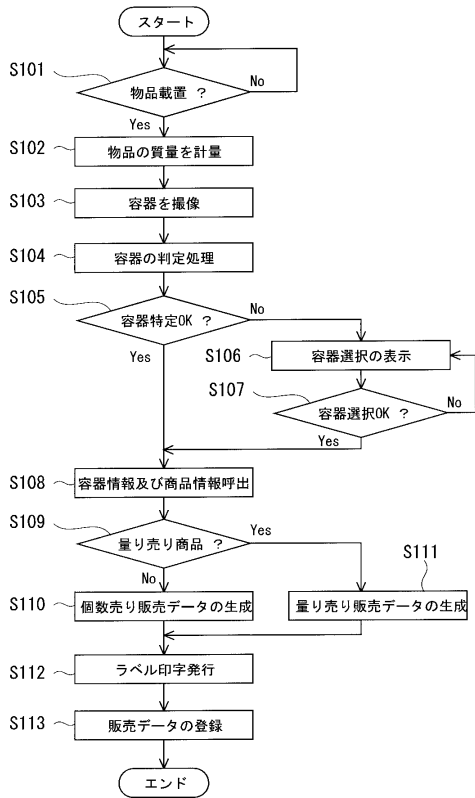 スタート
S101
物品載置 ?
No
Yes
S102
物品の質量を計量
S103
容器を撮像
S104
容器の判定処理
S105
容器特定OK ?
No
Yes
S106
容器選択の表示
S107
容器選択OK ?
No
Yes
S108
容器情報及び商品情報呼出
S109
量り売り商品 ?
Yes
No
S110
個数売り販売データの生成
S111
量り売り販売データの生成
S112
ラベル印字発行
S113
販売データの登録
エンド